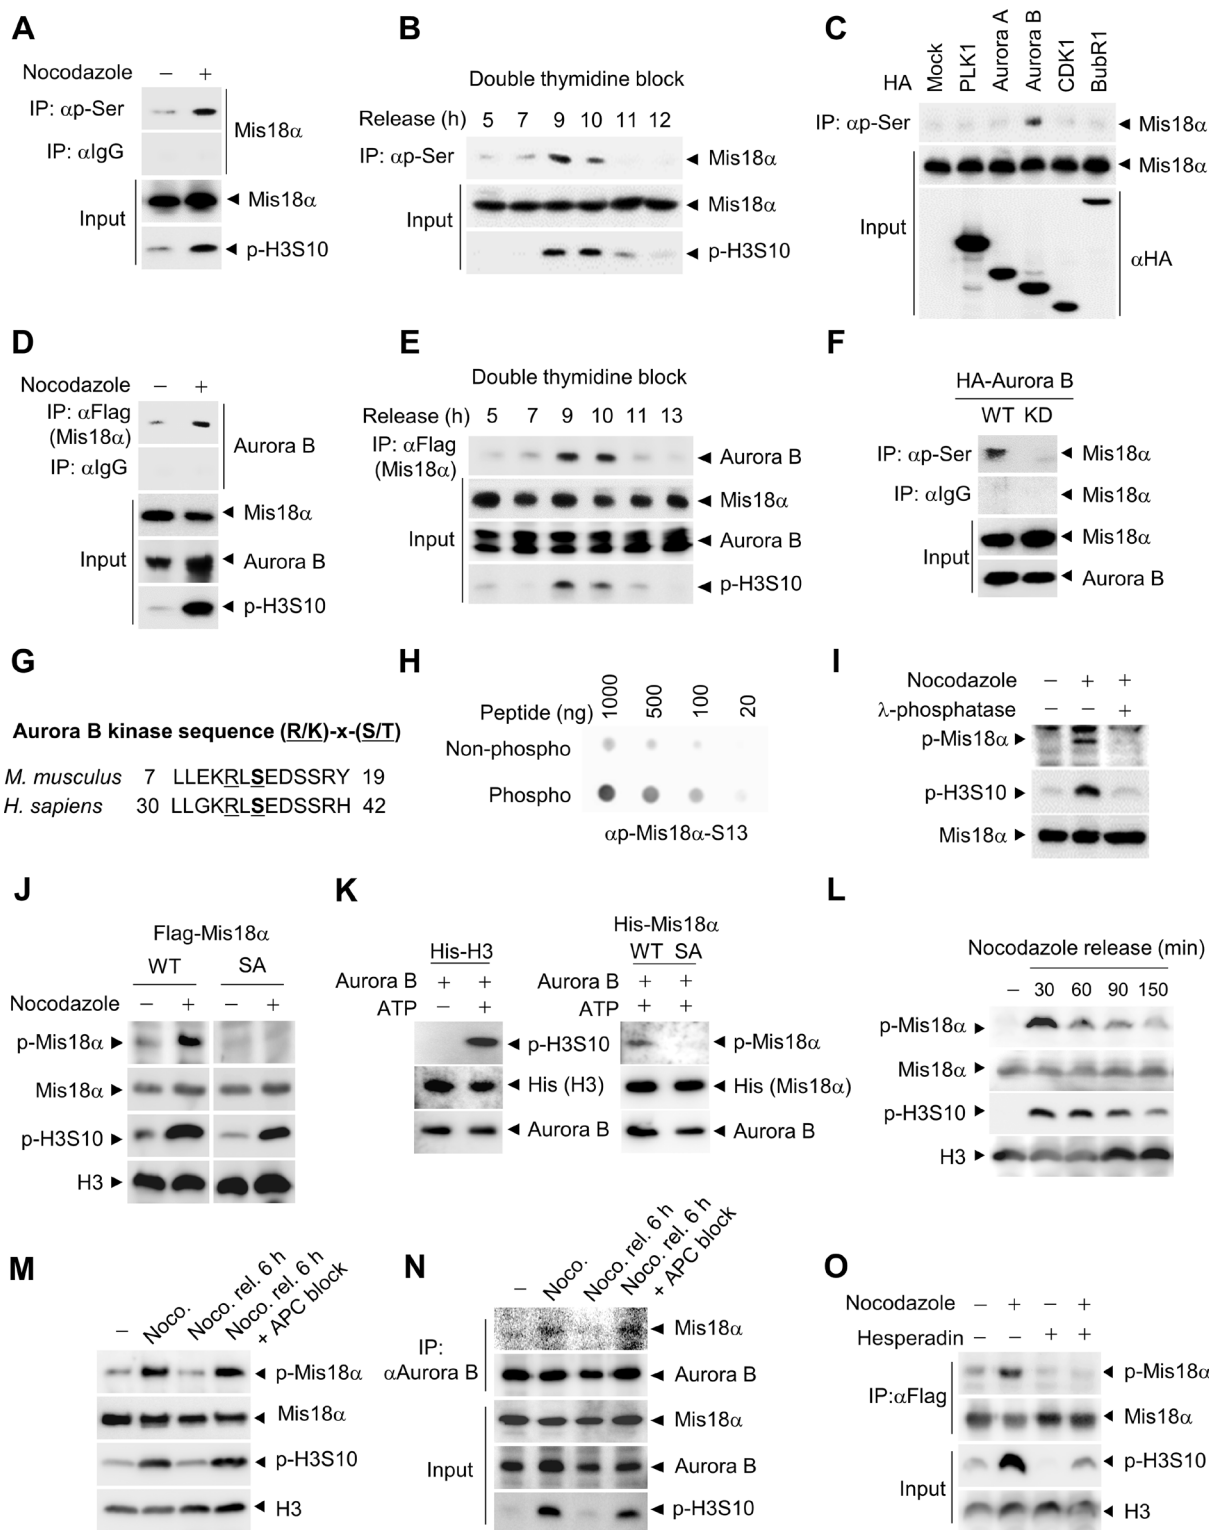 A
Nocodazole − +
IP: αp-Ser
IP: αIgG
Mis18α
Input
Mis18α
p-H3S10
B
Double thymidine block
Release (h) 5 7 9 10 11 12
IP: αp-Ser
Mis18α
Input
Mis18α
p-H3S10
C
HA Mock PLK1 Aurora A Aurora B CDK1 BubR1
IP: αp-Ser
Mis18α
Mis18α
Input
αHA
D
Nocodazole − +
IP: αFlag
(Mis18α)
IP: αIgG
Aurora B
Mis18α
Input
Aurora B
p-H3S10
E
Double thymidine block
Release (h) 5 7 9 10 11 13
IP: αFlag
(Mis18α)
Aurora B
Mis18α
Input
Aurora B
p-H3S10
F
HA-Aurora B
WT KD
IP: αp-Ser
Mis18α
IP: αIgG
Mis18α
Input
Mis18α
Aurora B
G
Aurora B kinase sequence (R/K)-x-(S/T)
M. musculus 7 LLEKRLSEDSSRY 19
H. sapiens 30 LLGKRLSEDSSRH 42
H
Peptide (ng) 1000 500 100 20
Non-phospho
Phospho
αp-Mis18α-S13
I
Nocodazole − + +
λ-phosphatase − − +
p-Mis18α
p-H3S10
Mis18α
J
Flag-Mis18α
WT SA
Nocodazole − + − +
p-Mis18α
Mis18α
p-H3S10
H3
K
His-H3
Aurora B + +
ATP − +
p-H3S10
His (H3)
Aurora B
His-Mis18α
WT SA
Aurora B + +
ATP + +
p-Mis18α
His (Mis18α)
Aurora B
L
Nocodazole release (min)
− 30 60 90 150
p-Mis18α
Mis18α
p-H3S10
H3
M
− Noco. Noco. rel. 6 h Noco. rel. 6 h
+ APC block
p-Mis18α
Mis18α
p-H3S10
H3
N
− Noco. Noco. rel. 6 h Noco. rel. 6 h
+ APC block
IP:
αAurora B
Mis18α
Aurora B
Input
Mis18α
Aurora B
p-H3S10
O
Nocodazole − + − +
Hesperadin − − + +
IP:αFlag
p-Mis18α
Mis18α
Input
p-H3S10
H3